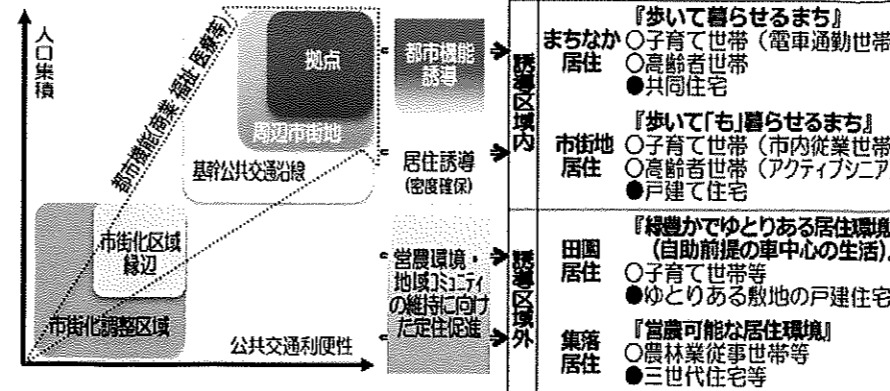 人口集積
都市機能(商業・福祉・医療等)
拠点
周辺市街地
基幹公共交通沿線
市街化区域
縁辺
市街化調整区域
公共交通利便性
都市機能
誘導
居住誘導
(密度確保)
営農環境・
地域コミュニティ
の維持に向け
た定住促進
誘導区域内
まちなか
居住
『歩いて暮らせるまち』
○子育て世帯(電車通勤世帯
○高齢者世帯
●共同住宅
市街地
居住
『歩いて「も」暮らせるまち』
○子育て世帯(市内従業世帯
○高齢者世帯(アクティブシニア
●戸建て住宅
誘導区域外
田園
居住
『緑豊かでゆとりある居住環境
(自助前提の車中心の生活)』
○子育て世帯等
●ゆとりある敷地の戸建住宅
集落
居住
『営農可能な居住環境』
○農林業従事世帯等
●三世代住宅等